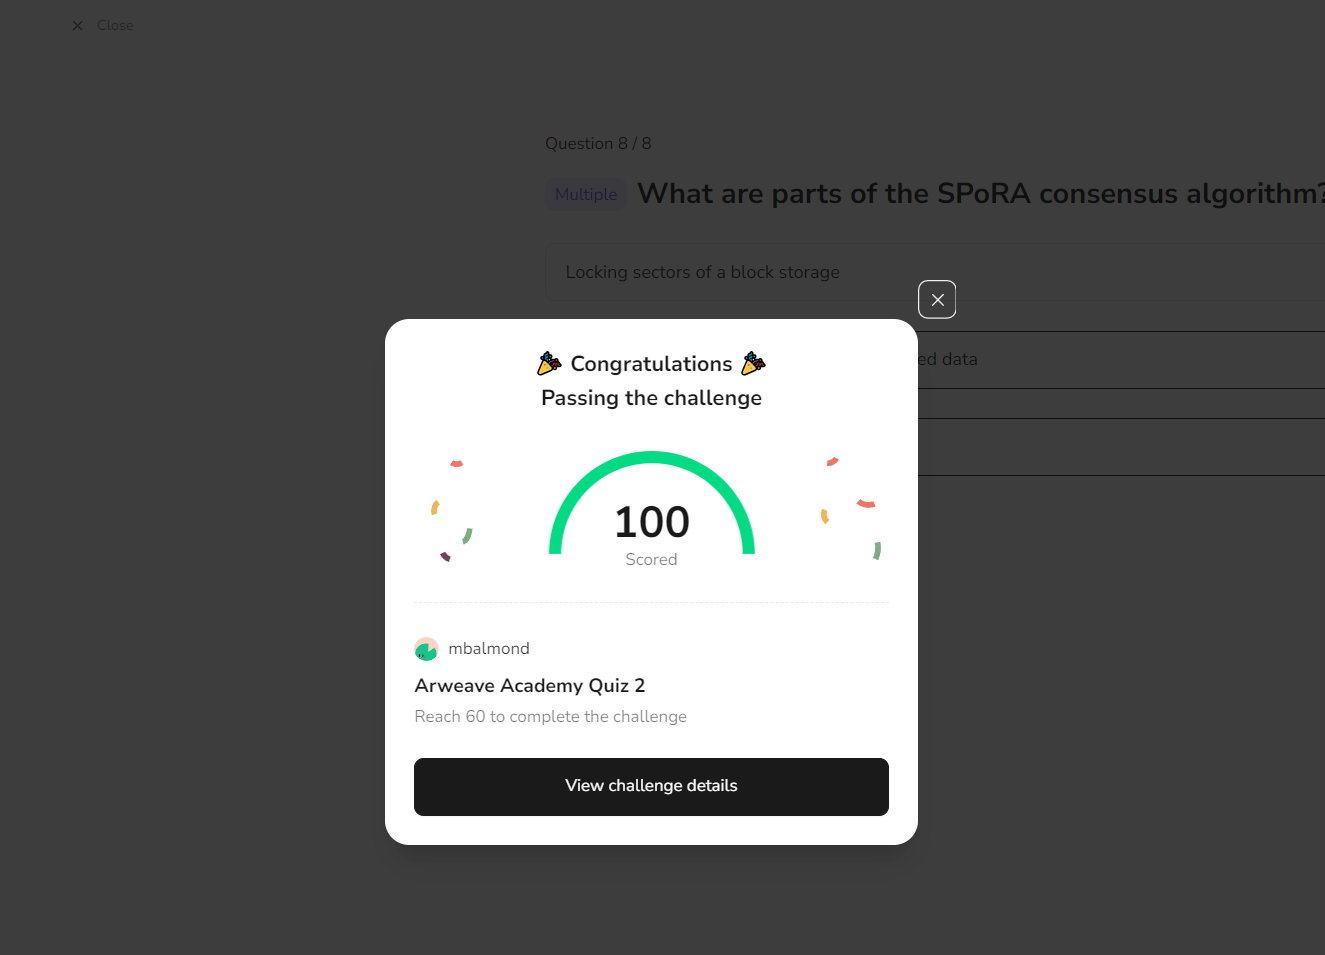 Close
Question 8 / 8
Multiple What are parts of the SPoRA consensus algorithm?
Locking sectors of a block storage
ed data
Congratulations
Passing the challenge
100
Scored
mbalmond
Arweave Academy Quiz 2
Reach 60 to complete the challenge
View challenge details